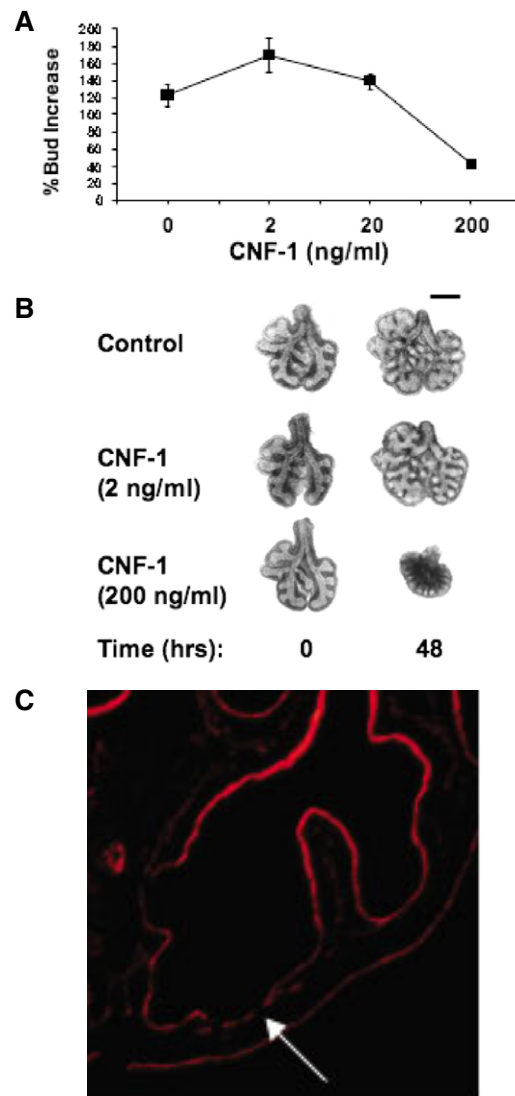 A
% Bud Increase
200
180
160
140
120
100
80
60
40
20
0
0 2 20 200
CNF-1 (ng/ml)
B
Control
CNF-1
(2 ng/ml)
CNF-1
(200 ng/ml)
Time (hrs): 0 48
C